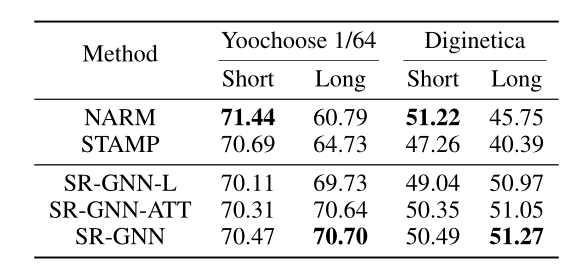 Method Yoochoose 1/64 Diginetica
Short Long Short Long
NARM 71.44 60.79 51.22 45.75
STAMP 70.69 64.73 47.26 40.39
SR-GNN-L 70.11 69.73 49.04 50.97
SR-GNN-ATT 70.31 70.64 50.35 51.05
SR-GNN 70.47 70.70 50.49 51.27